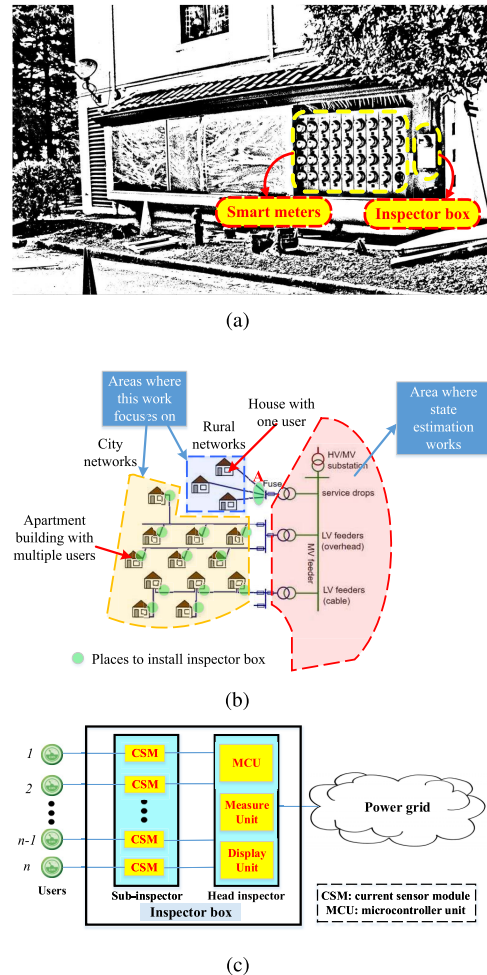 Smart meters
Inspector box
(a)
Areas where
this work
focuses on
City
networks
Rural
networks
House with
one user
Area where
state
estimation
works
A
Fuse
HV/MV
substation
service drops
Apartment
building with
multiple users
LV feeders
(overhead)
MV feeder
LV feeders
(cable)
Places to install inspector box
(b)
1
CSM
MCU
2
CSM
Measure
Unit
Power grid
n-1
CSM
Display
Unit
n
CSM
Users
Sub-inspector
Head inspector
Inspector box
CSM: current sensor module
MCU: microcontroller unit
(c)